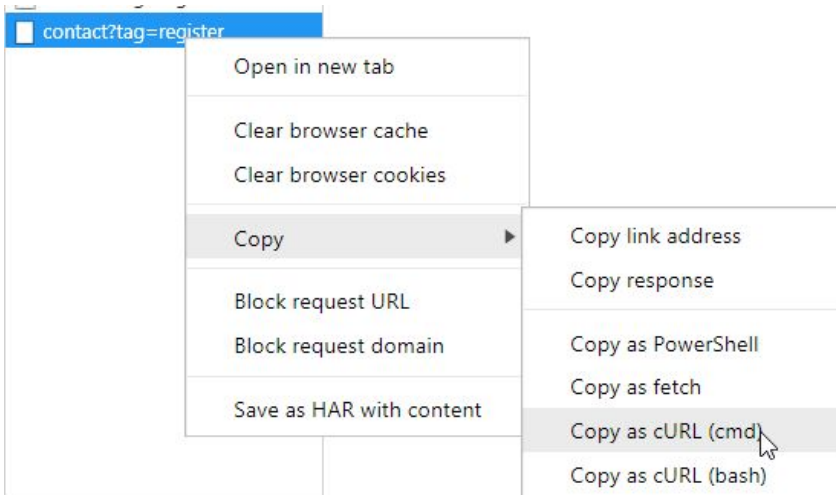 contact?tag=register
Open in new tab
Clear browser cache
Clear browser cookies
Copy
Block request URL
Block request domain
Save as HAR with content
Copy link address
Copy response
Copy as PowerShell
Copy as fetch
Copy as cURL (cmd)
Copy as cURL (bash)